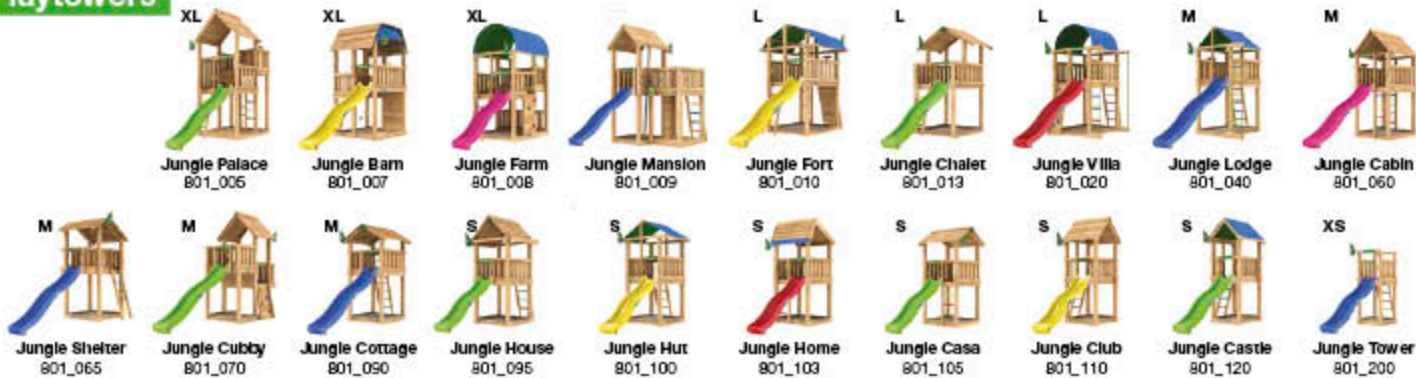 laytowers
XL XL XL L L L M M
Jungle Palace Jungle Barn Jungle Farm Jungle Mansion Jungle Fort Jungle Chalet Jungle Villa Jungle Lodge Jungle Cabin
801_005 801_007 801_008 801_009 801_010 801_013 801_020 801_040 801_060
M M M S S S S S S XS
Jungle Shelter Jungle Cubby Jungle Cottage Jungle House Jungle Hut Jungle Home Jungle Casa Jungle Club Jungle Castle Jungle Tower
801_065 801_070 801_090 801_095 801_100 801_103 801_105 801_110 801_120 801_200